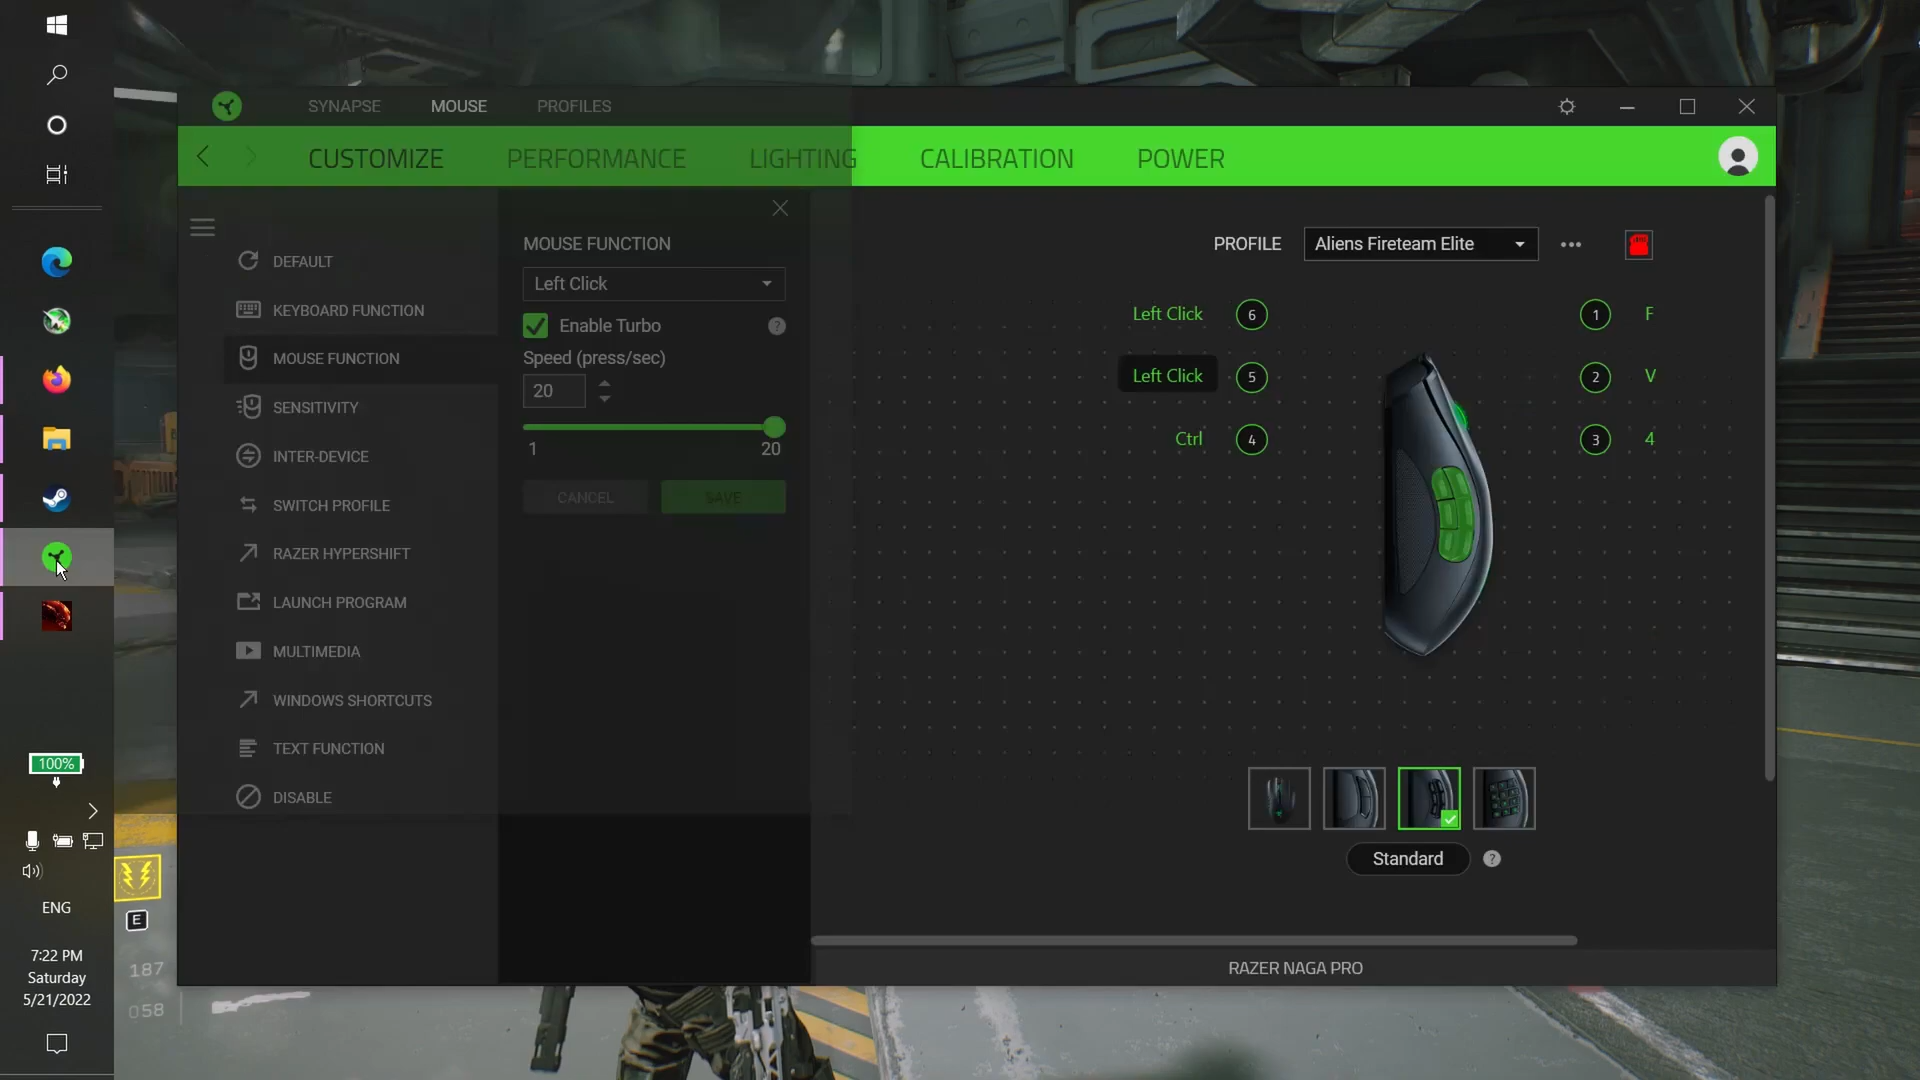 SYNAPSE
MOUSE
PROFILES
CUSTOMIZE
PERFORMANCE
LIGHTING
CALIBRATION
POWER
DEFAULT
KEYBOARD FUNCTION
MOUSE FUNCTION
SENSITIVITY
INTER-DEVICE
SWITCH PROFILE
RAZER HYPERSHIFT
LAUNCH PROGRAM
MULTIMEDIA
WINDOWS SHORTCUTS
TEXT FUNCTION
DISABLE
MOUSE FUNCTION
Left Click
Enable Turbo
?
Speed (press/sec)
20
1
20
CANCEL
SAVE
PROFILE
Aliens Fireteam Elite
Left Click
6
1
F
Left Click
5
2
V
Ctrl
4
3
4
Standard
?
RAZER NAGA PRO
100%
ENG
7:22 PM
Saturday
5/21/2022
E
187
058